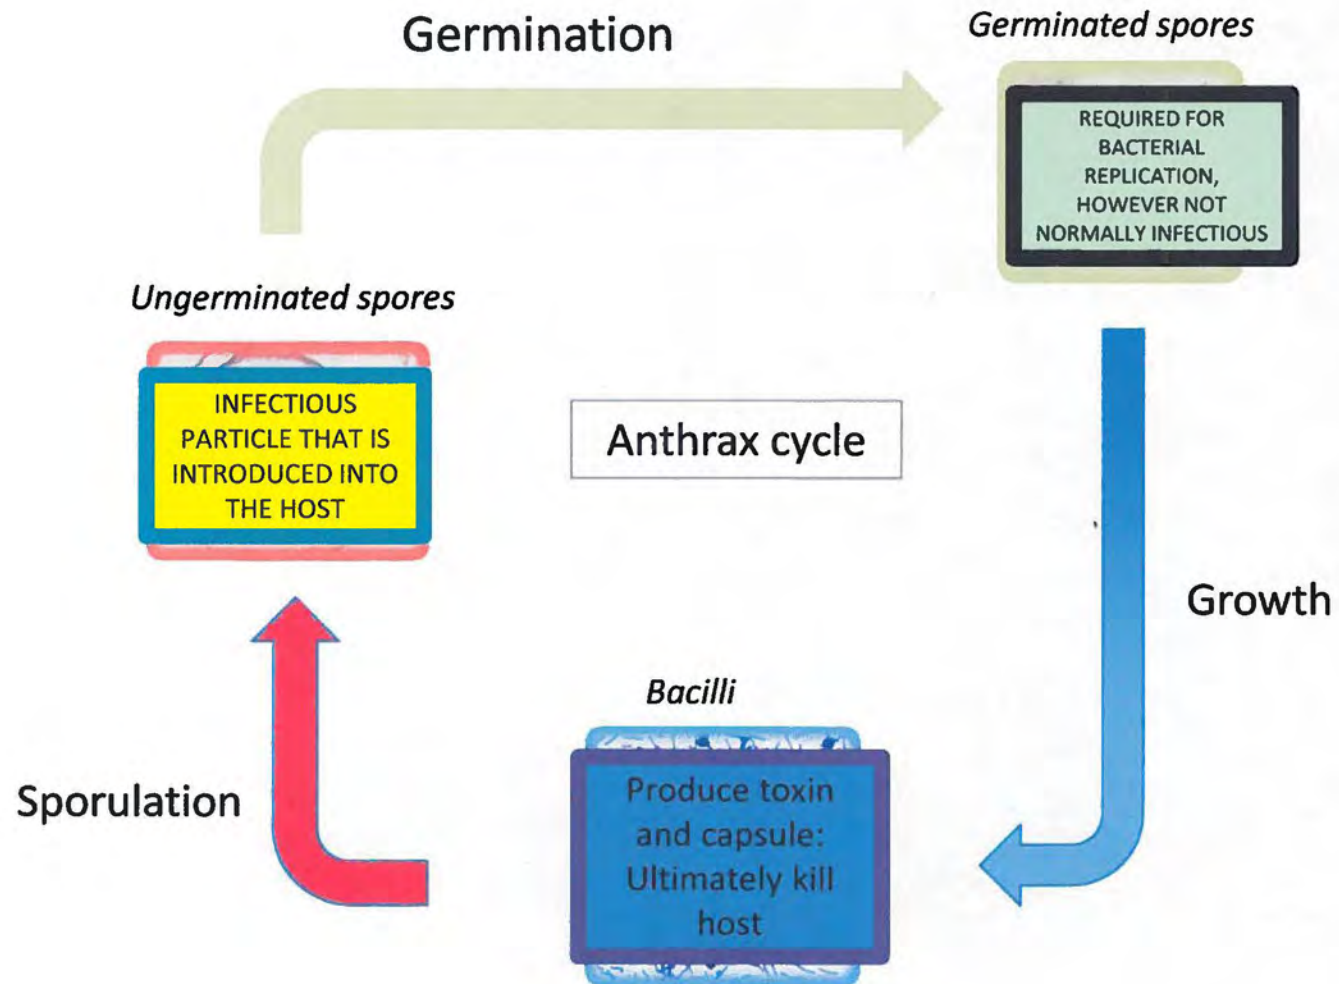 Germination
Germinated spores
REQUIRED FOR
BACTERIAL
REPLICATION,
HOWEVER NOT
NORMALLY INFECTIOUS
Ungerminated spores
INFECTIOUS
PARTICLE THAT IS
INTRODUCED INTO
THE HOST
Anthrax cycle
Growth
Bacilli
Produce toxin
and capsule:
Ultimately kill
host
Sporulation